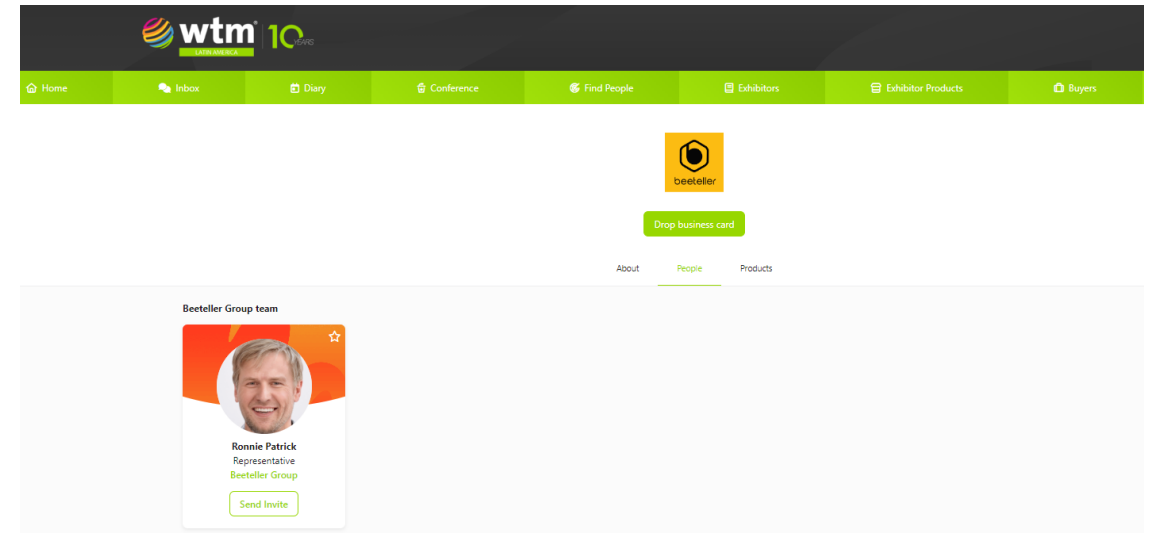 wtm 10 YEARS
LATIN AMERICA
Home Inbox Diary Conference Find People Exhibitors Exhibitor Products Buyers
beeteller
Drop business card
About People Products
Beeteller Group team
Ronnie Patrick
Representative
Beeteller Group
Send Invite